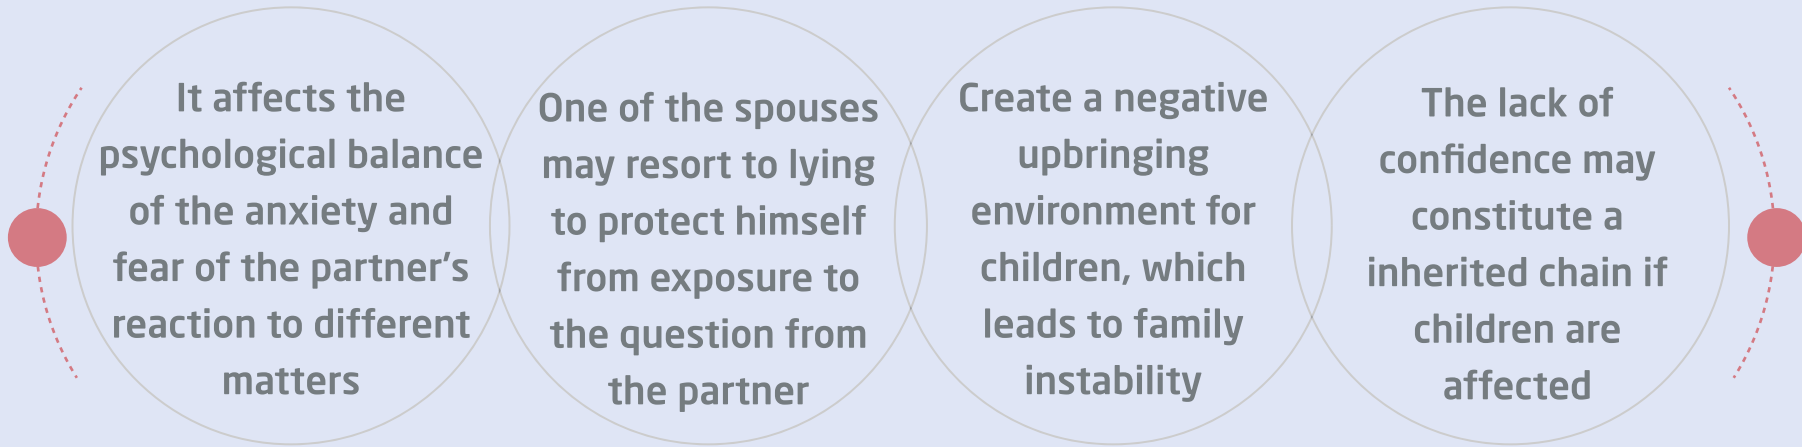 It affects the
psychological balance
of the anxiety and
fear of the partner's
reaction to different
matters
One of the spouses
may resort to lying
to protect himself
from exposure to
the question from
the partner
Create a negative
upbringing
environment for
children, which
leads to family
instability
The lack of
confidence may
constitute a
inherited chain if
children are
affected